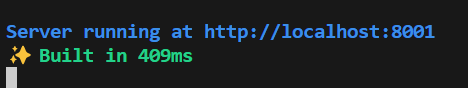 Server running at http://localhost:8001
✨ Built in 409ms